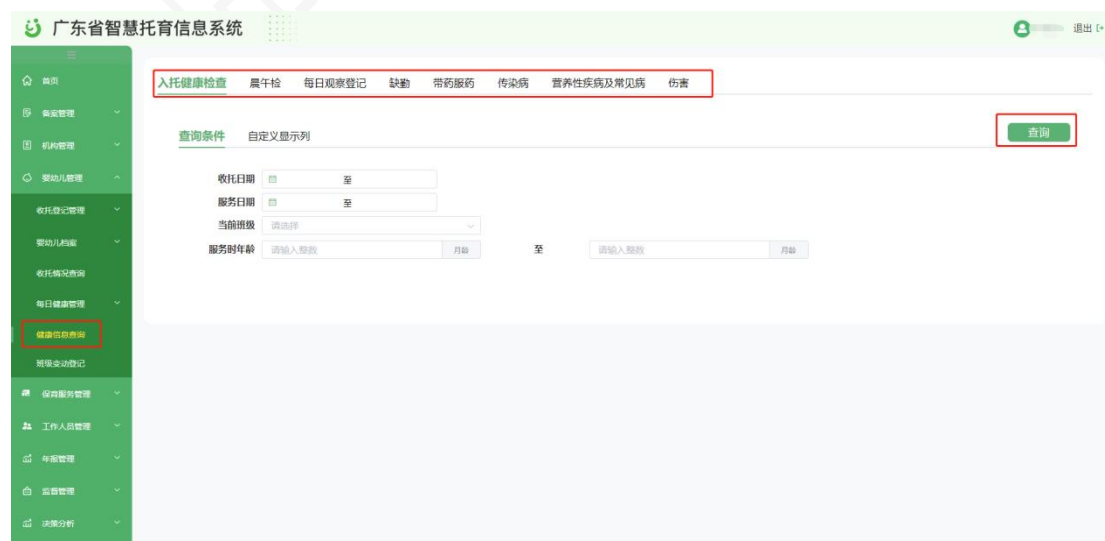 广东省智慧托育信息系统
退出
首页
入托健康检查 晨午检 每日观察登记 缺勤 带药服药 传染病 营养性疾病及常见病 伤害
备案管理
查询条件 自定义显示列 查询
机构管理
婴幼儿管理
收托日期 至
服务日期 至
收托登记管理
当前班级 请选择
婴幼儿档案
服务时年龄 请输入整数 月龄 至 请输入整数 月龄
收托情况查询
每日健康管理
健康信息查询
班级变动登记
保育服务管理
工作人员管理
年报管理
监督管理
决策分析